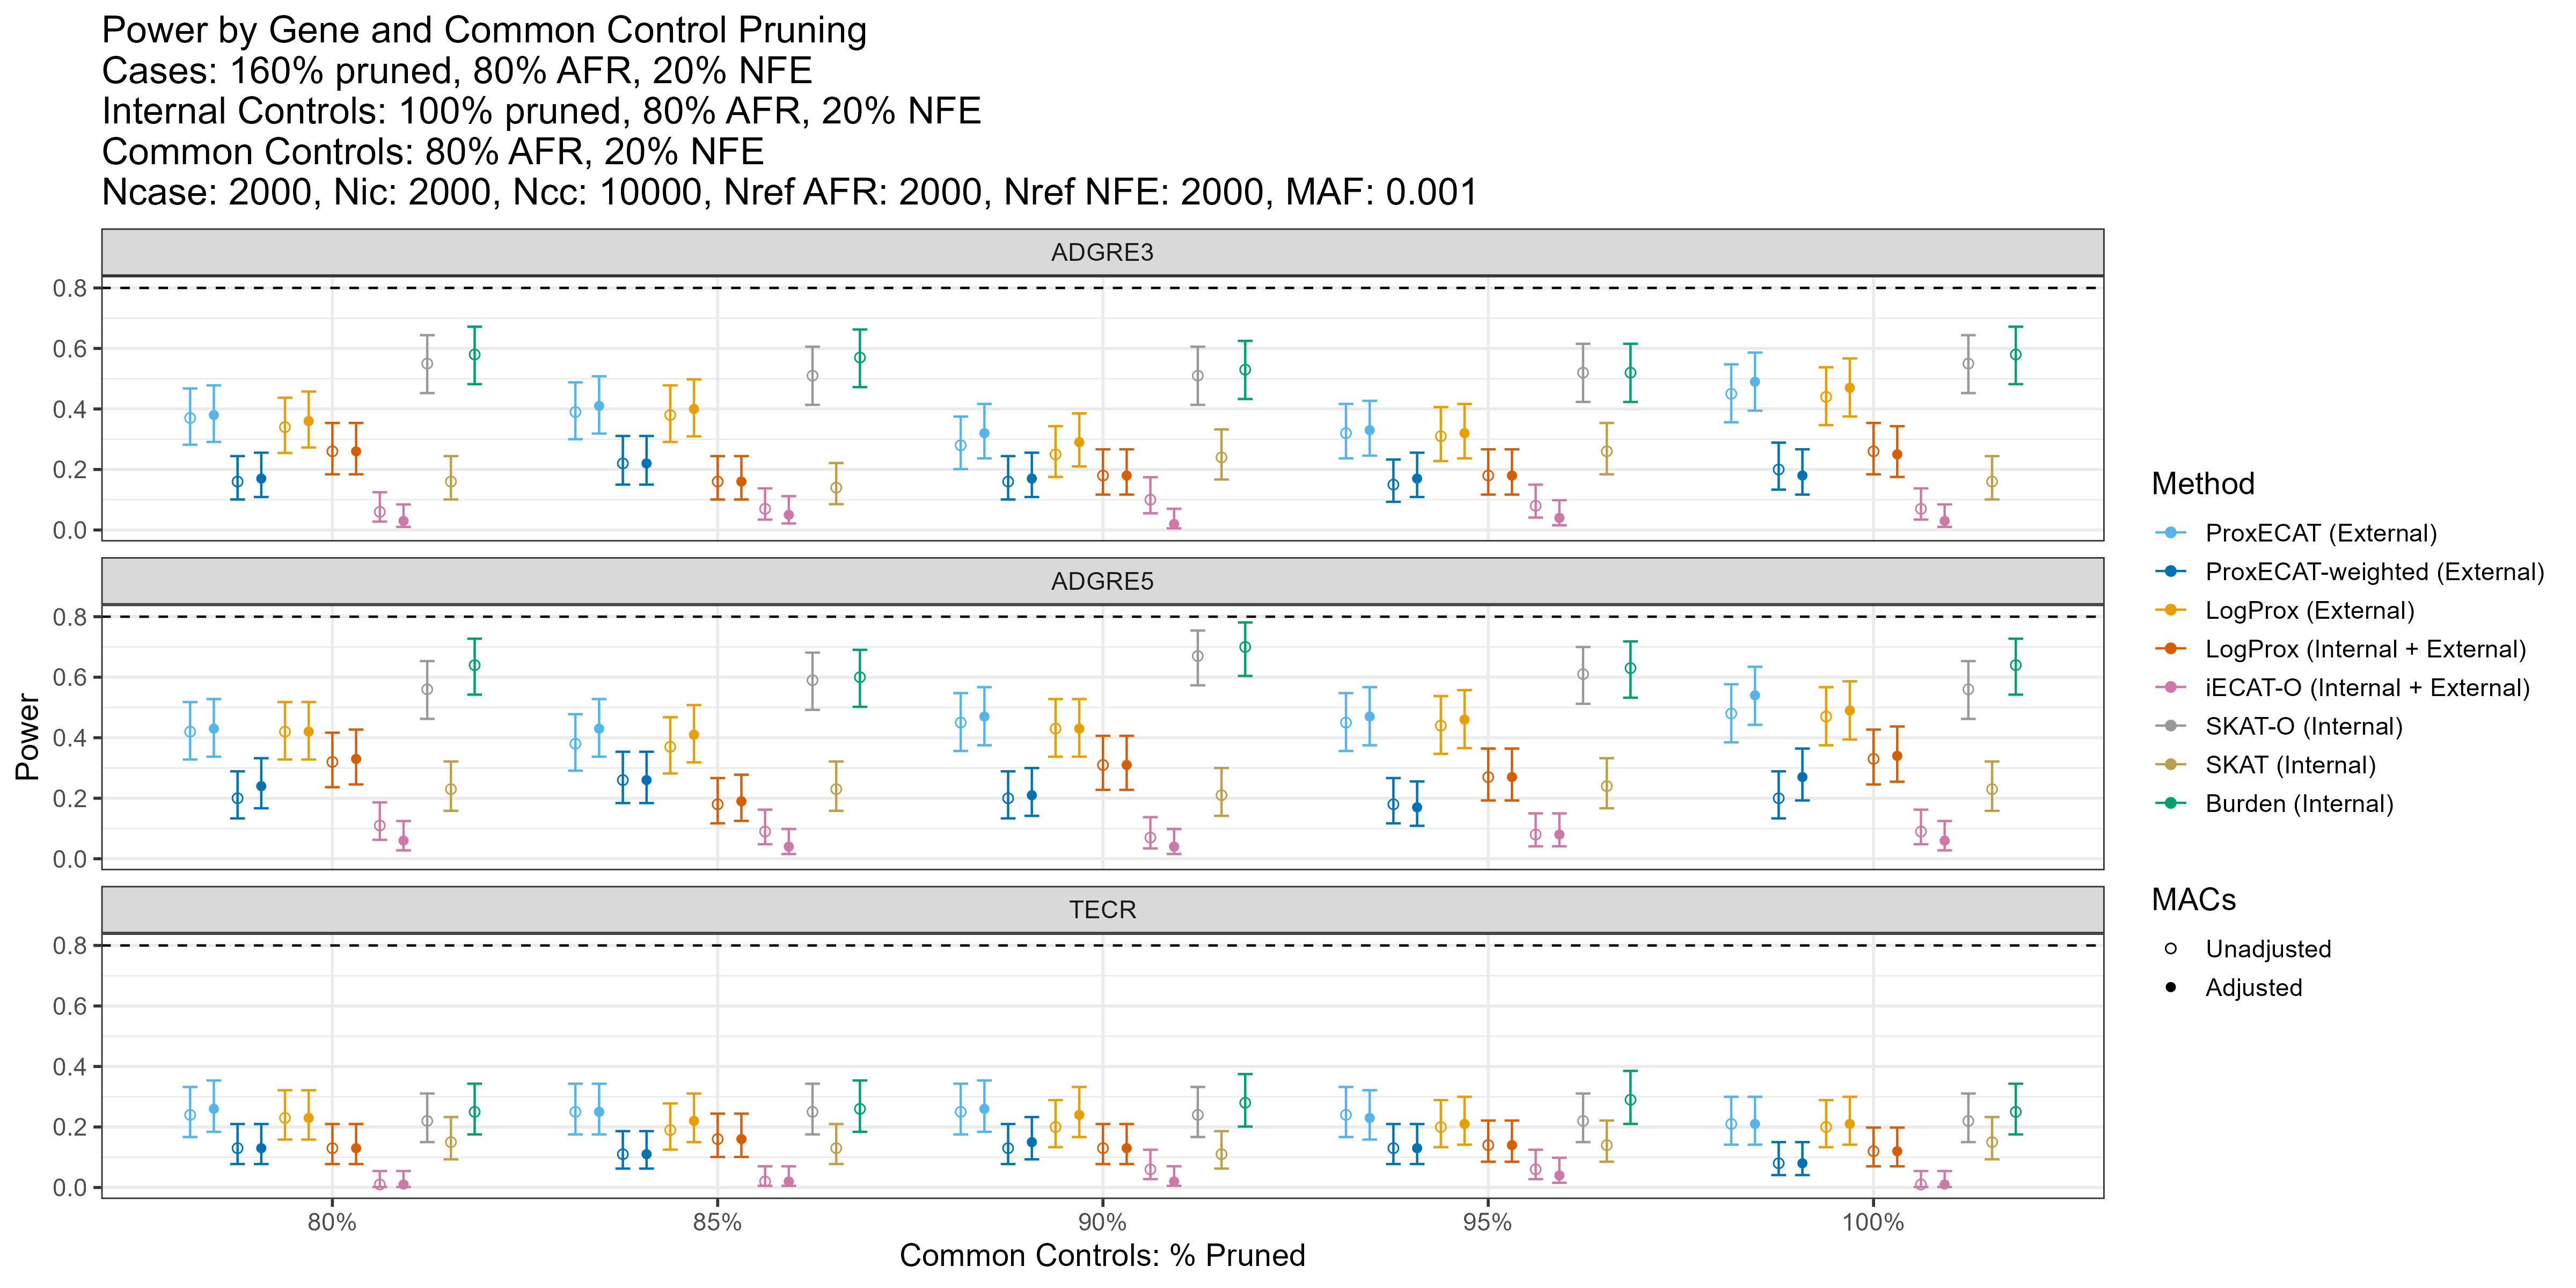 Power by Gene and Common Control Pruning
Cases: 160% pruned, 80% AFR, 20% NFE
Internal Controls: 100% pruned, 80% AFR, 20% NFE
Common Controls: 80% AFR, 20% NFE
Ncase: 2000, Nic: 2000, Ncc: 10000, Nref AFR: 2000, Nref NFE: 2000, MAF: 0.001
ADGRE3
0.8
0.6
0.4
0.2
0.0
ADGRE5
0.8
0.6
0.4
0.2
0.0
TECR
0.8
0.6
0.4
0.2
0.0
Power
80% 85% 90% 95% 100%
Common Controls: % Pruned
Method
ProxECAT (External)
ProxECAT-weighted (External)
LogProx (External)
LogProx (Internal + External)
iECAT-O (Internal + External)
SKAT-O (Internal)
SKAT (Internal)
Burden (Internal)
MACs
Unadjusted
Adjusted